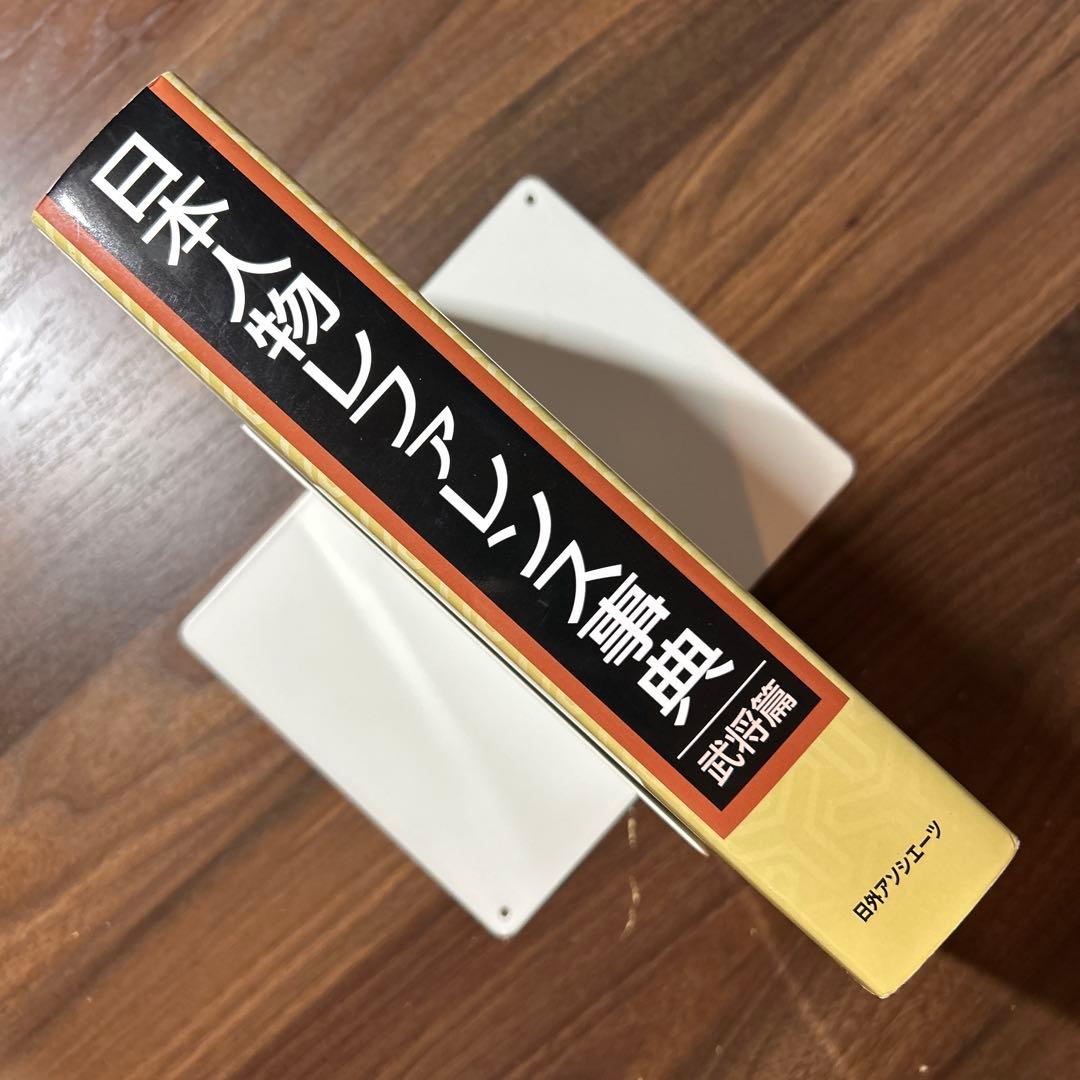 日本人物レファレンス事典
武将篇
日外アソシエーツ